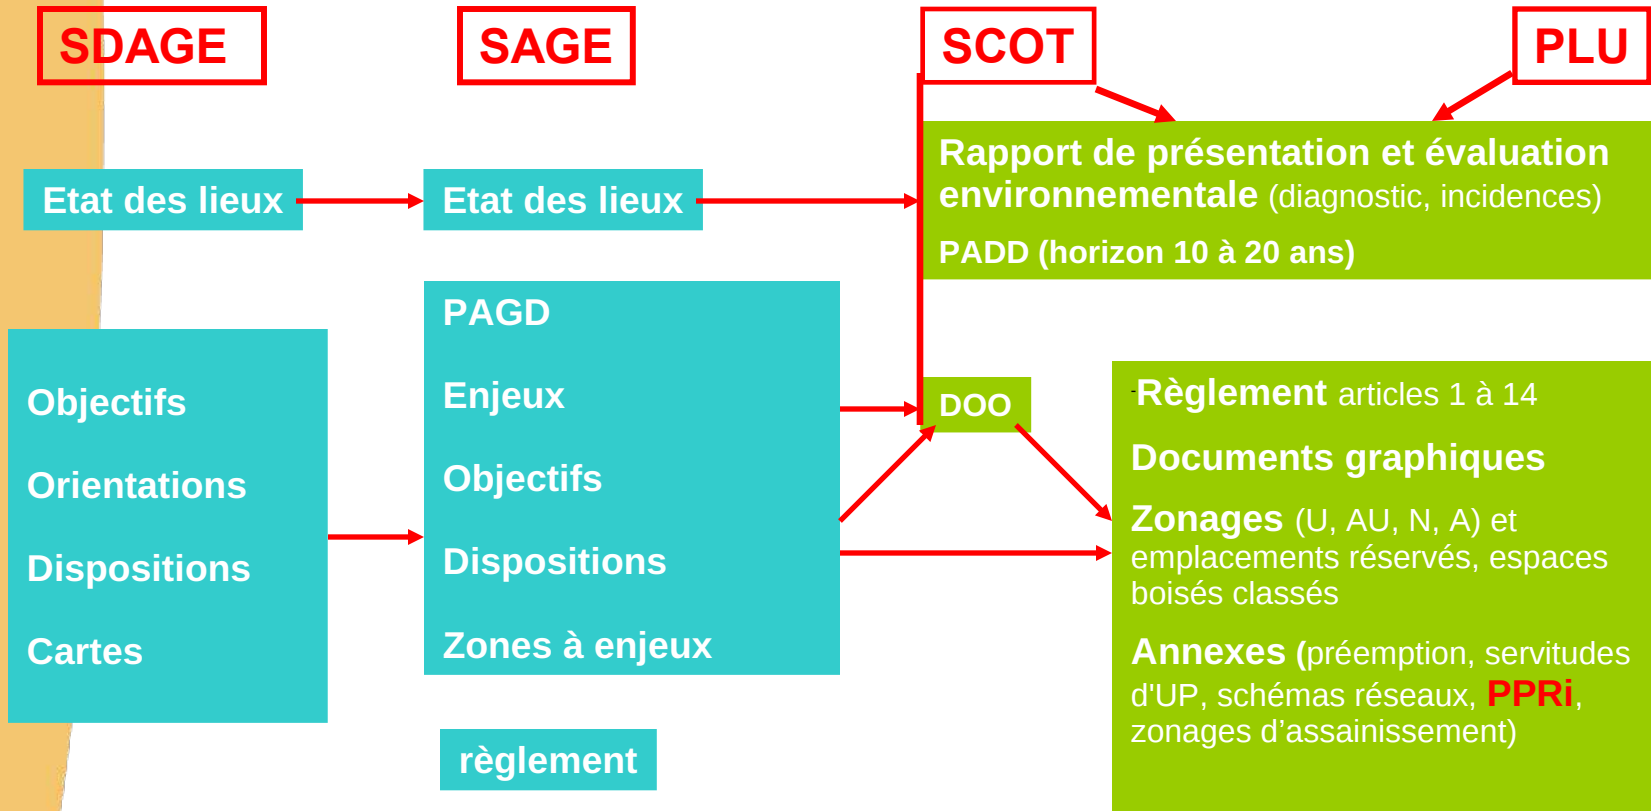 SDAGE
SAGE
SCOT
PLU
Etat des lieux
Etat des lieux
Rapport de présentation et évaluation
environnementale (diagnostic, incidences)
PADD (horizon 10 à 20 ans)
Objectifs
Orientations
Dispositions
Cartes
PAGD
Enjeux
Objectifs
Dispositions
Zones à enjeux
règlement
DOO
-Règlement articles 1 à 14
Documents graphiques
Zonages (U, AU, N, A) et
emplacements réservés, espaces
boisés classés
Annexes (préemption, servitudes
d'UP, schémas réseaux, PPRi,
zonages d’assainissement)